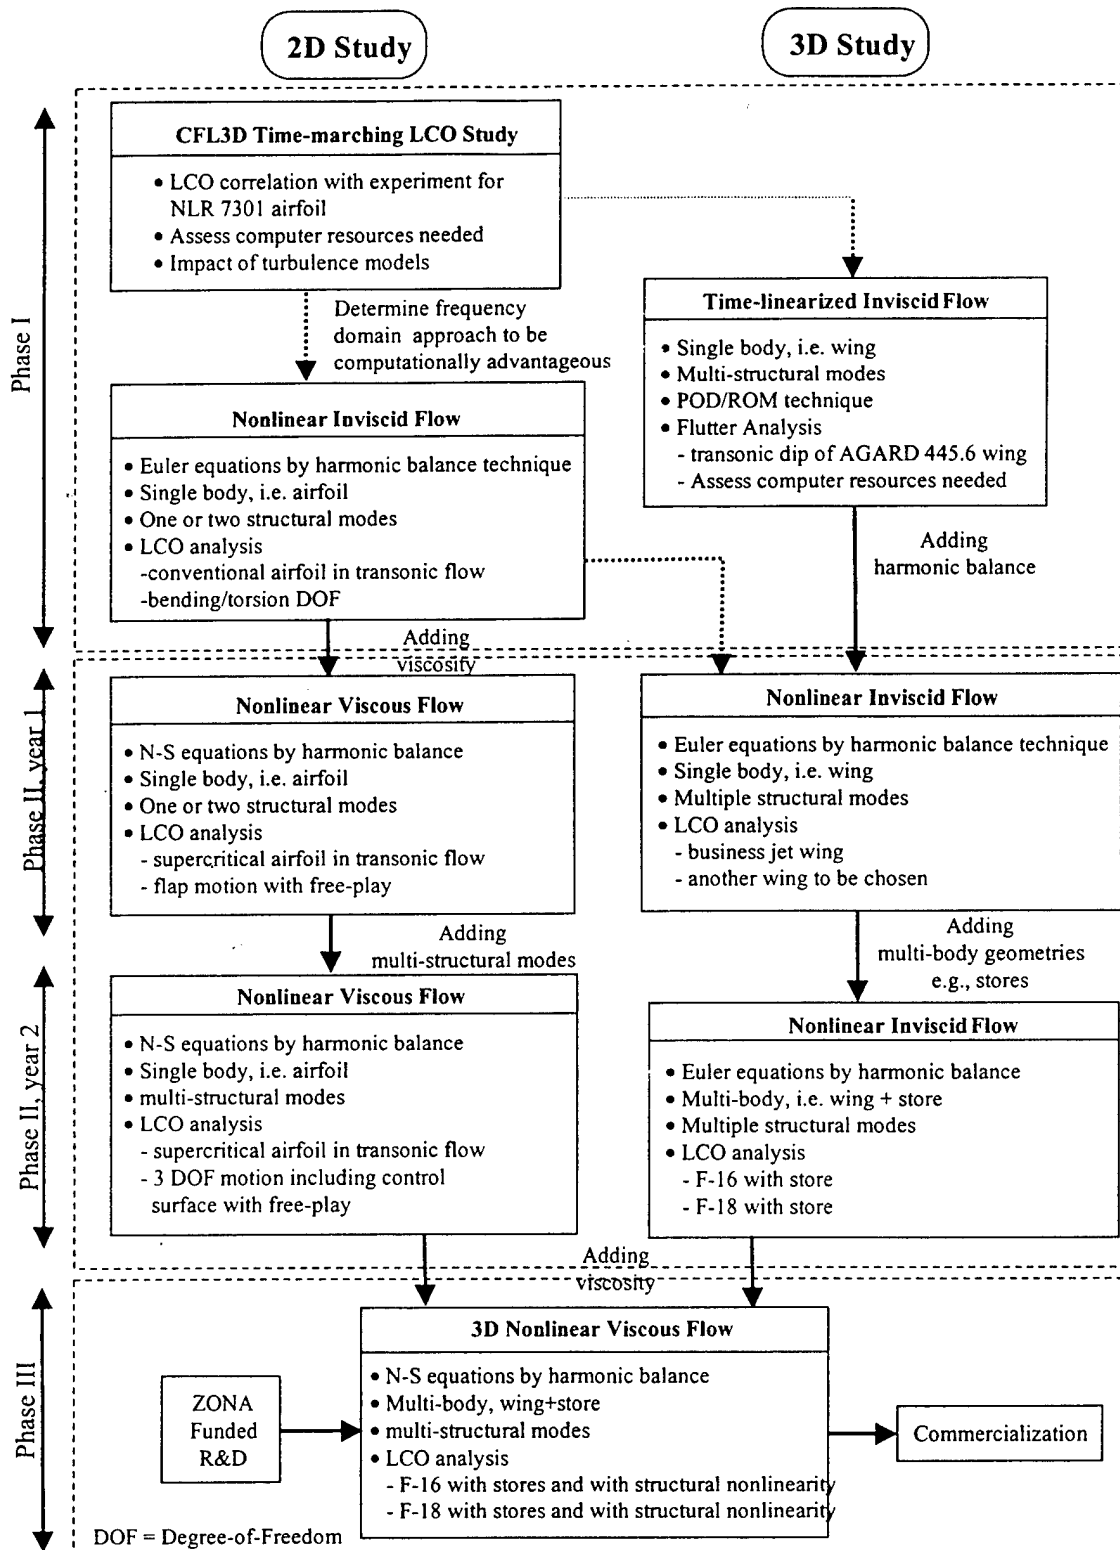 2D Study
3D Study
Phase I
CFL3D Time-marching LCO Study
• LCO correlation with experiment for
NLR 7301 airfoil
• Assess computer resources needed
• Impact of turbulence models
Determine frequency
domain approach to be
computationally advantageous
Time-linearized Inviscid Flow
• Single body, i.e. wing
• Multi-structural modes
• POD/ROM technique
• Flutter Analysis
- transonic dip of AGARD 445.6 wing
- Assess computer resources needed
Nonlinear Inviscid Flow
• Euler equations by harmonic balance technique
• Single body, i.e. airfoil
• One or two structural modes
• LCO analysis
-conventional airfoil in transonic flow
-bending/torsion DOF
Adding
harmonic balance
Adding
viscosity
Phase II, year 1
Nonlinear Viscous Flow
• N-S equations by harmonic balance
• Single body, i.e. airfoil
• One or two structural modes
• LCO analysis
- supercritical airfoil in transonic flow
- flap motion with free-play
Nonlinear Inviscid Flow
• Euler equations by harmonic balance technique
• Single body, i.e. wing
• Multiple structural modes
• LCO analysis
- business jet wing
- another wing to be chosen
Adding
multi-structural modes
Adding
multi-body geometries
e.g., stores
Phase II, year 2
Nonlinear Viscous Flow
• N-S equations by harmonic balance
• Single body, i.e. airfoil
• multi-structural modes
• LCO analysis
- supercritical airfoil in transonic flow
- 3 DOF motion including control
surface with free-play
Nonlinear Inviscid Flow
• Euler equations by harmonic balance
• Multi-body, i.e. wing + store
• Multiple structural modes
• LCO analysis
- F-16 with store
- F-18 with store
Adding
viscosity
Phase III
3D Nonlinear Viscous Flow
• N-S equations by harmonic balance
• Multi-body, wing+store
• multi-structural modes
• LCO analysis
- F-16 with stores and with structural nonlinearity
- F-18 with stores and with structural nonlinearity
ZONA
Funded
R&D
Commercialization
DOF = Degree-of-Freedom